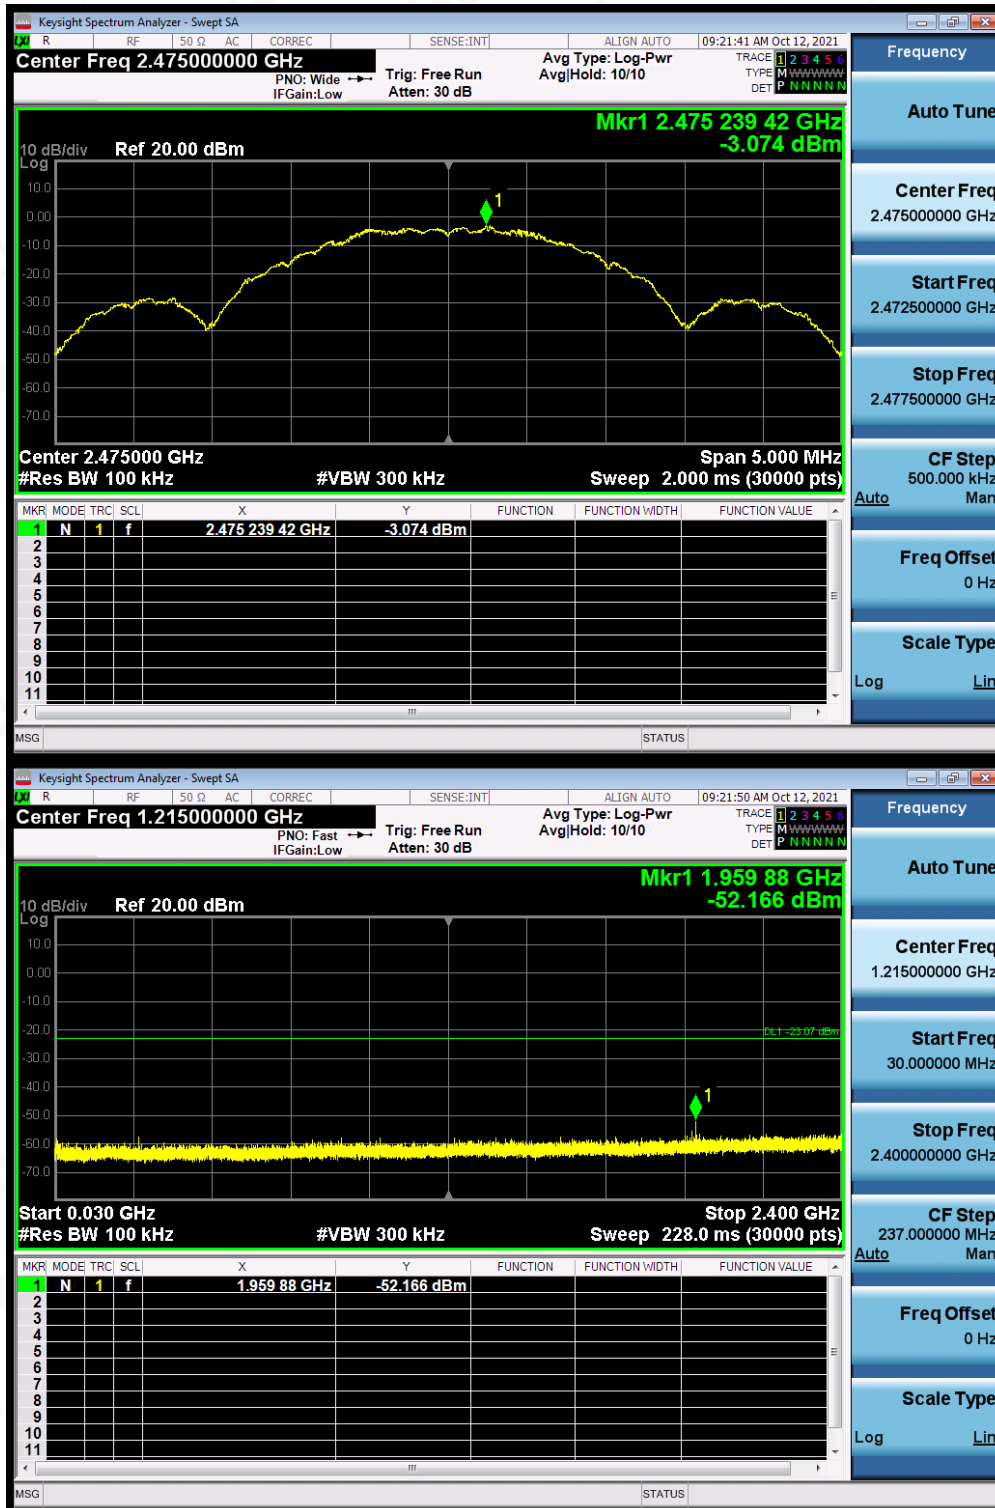 Keysight Spectrum Analyzer - Swept SA
LXI R RF 50 Ω AC CORREC SENSE:INT ALIGN AUTO 09:21:41 AM Oct 12, 2021
Center Freq 2.475000000 GHz
PNO: Wide
IFGain:Low
Trig: Free Run
Atten: 30 dB
Avg Type: Log-Pwr
Avg|Hold: 10/10
TRACE 1 2 3 4 5 6
TYPE M WWWWW
DET P N N N N N
Mkr1 2.475 239 42 GHz
-3.074 dBm
10 dB/div Ref 20.00 dBm
Log
10.0
0.00
-10.0
-20.0
-30.0
-40.0
-50.0
-60.0
-70.0
1
Center 2.475000 GHz Span 5.000 MHz
#Res BW 100 kHz #VBW 300 kHz Sweep 2.000 ms (30000 pts)
MKR MODE TRC SCL X Y FUNCTION FUNCTION WIDTH FUNCTION VALUE
1 N 1 f 2.475 239 42 GHz -3.074 dBm
2
3
4
5
6
7
8
9
10
11
MSG STATUS
Frequency
Auto Tune
Center Freq
2.475000000 GHz
Start Freq
2.472500000 GHz
Stop Freq
2.477500000 GHz
CF Step
500.000 kHz
Auto Man
Freq Offset
0 Hz
Scale Type
Log Lin
Keysight Spectrum Analyzer - Swept SA
LXI R RF 50 Ω AC CORREC SENSE:INT ALIGN AUTO 09:21:50 AM Oct 12, 2021
Center Freq 1.215000000 GHz
PNO: Fast
IFGain:Low
Trig: Free Run
Atten: 30 dB
Avg Type: Log-Pwr
Avg|Hold: 10/10
TRACE 1 2 3 4 5 6
TYPE M WWWWW
DET P N N N N N
Mkr1 1.959 88 GHz
-52.166 dBm
10 dB/div Ref 20.00 dBm
Log
10.0
0.00
-10.0
-20.0
-30.0
-40.0
-50.0
-60.0
-70.0
DL1 -23.07 dBm
1
Start 0.030 GHz Stop 2.400 GHz
#Res BW 100 kHz #VBW 300 kHz Sweep 228.0 ms (30000 pts)
MKR MODE TRC SCL X Y FUNCTION FUNCTION WIDTH FUNCTION VALUE
1 N 1 f 1.959 88 GHz -52.166 dBm
2
3
4
5
6
7
8
9
10
11
MSG STATUS
Frequency
Auto Tune
Center Freq
1.215000000 GHz
Start Freq
30.000000 MHz
Stop Freq
2.400000000 GHz
CF Step
237.000000 MHz
Auto Man
Freq Offset
0 Hz
Scale Type
Log Lin